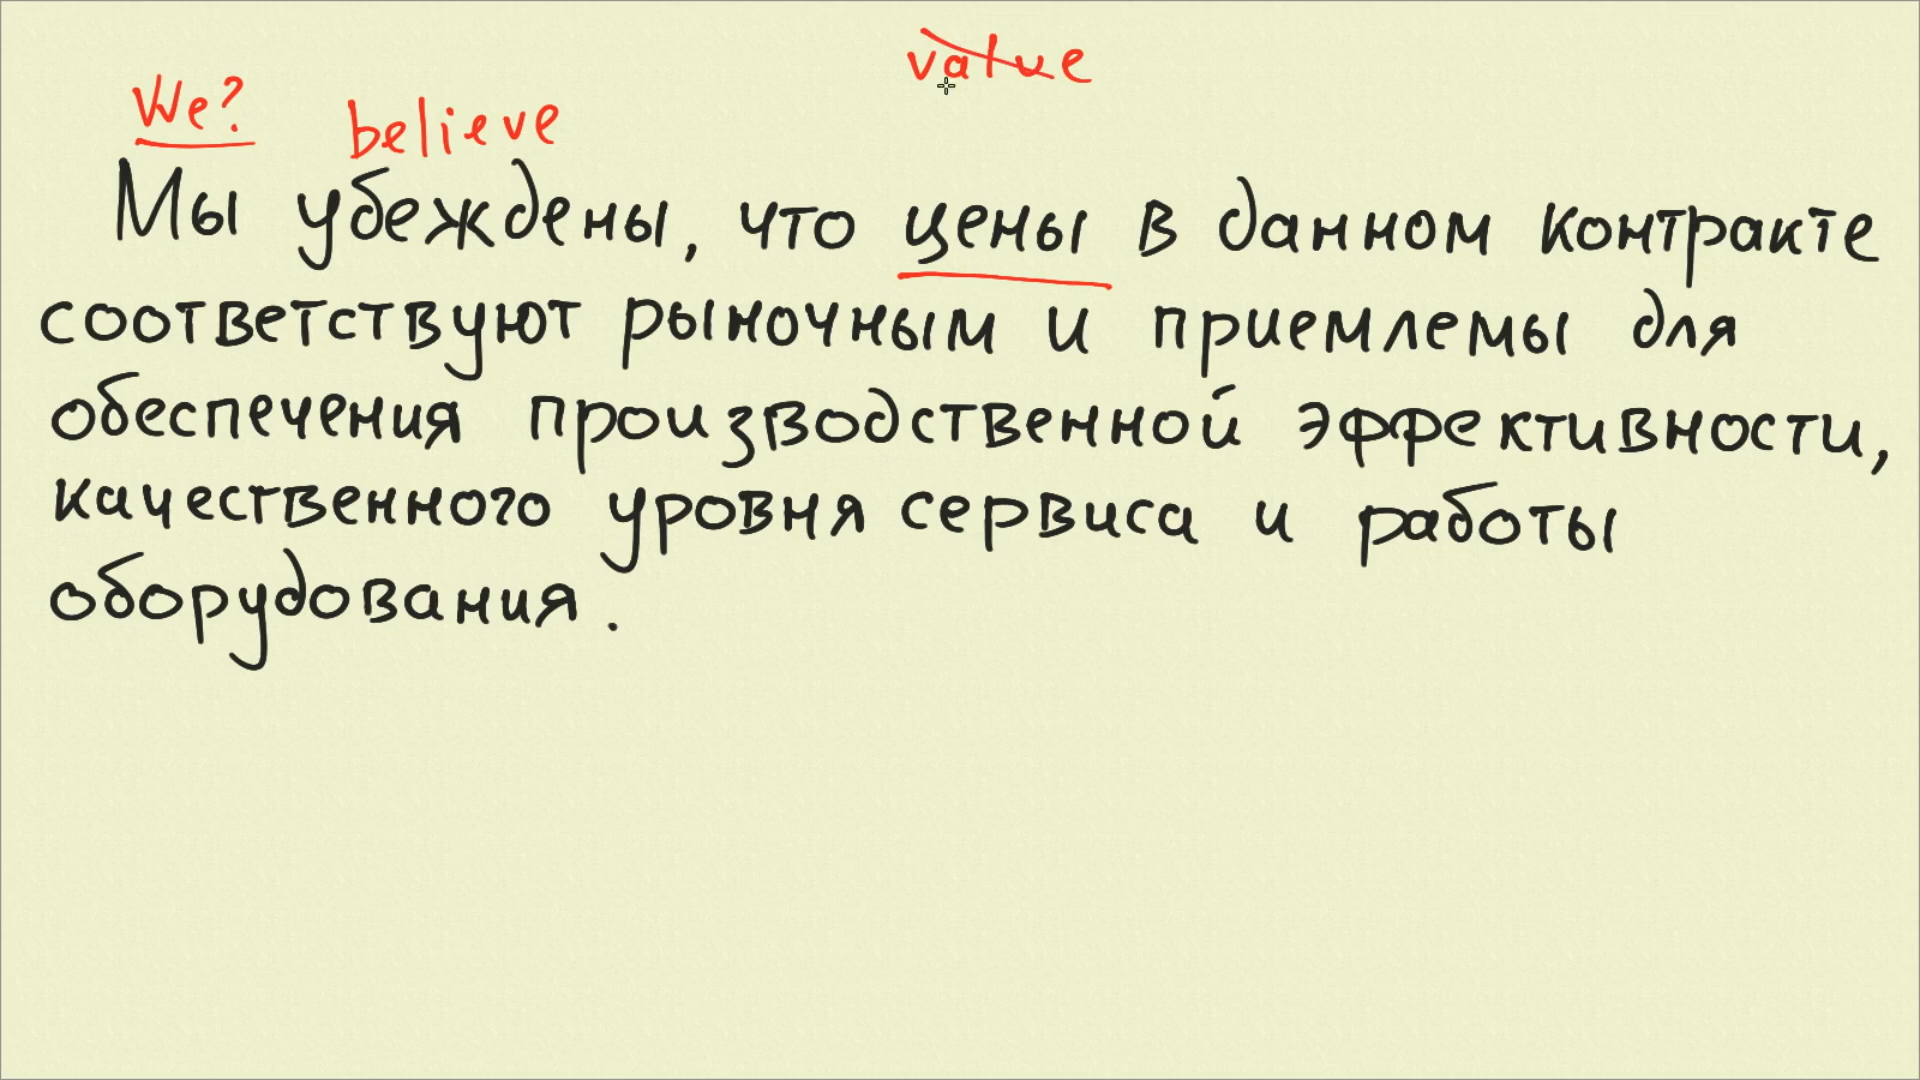 value
We? believe
Мы убеждены, что цены в данном контракте
соответствуют рыночным и приемлемы для
обеспечения производственной эффективности,
качественного уровня сервиса и работы
оборудования.